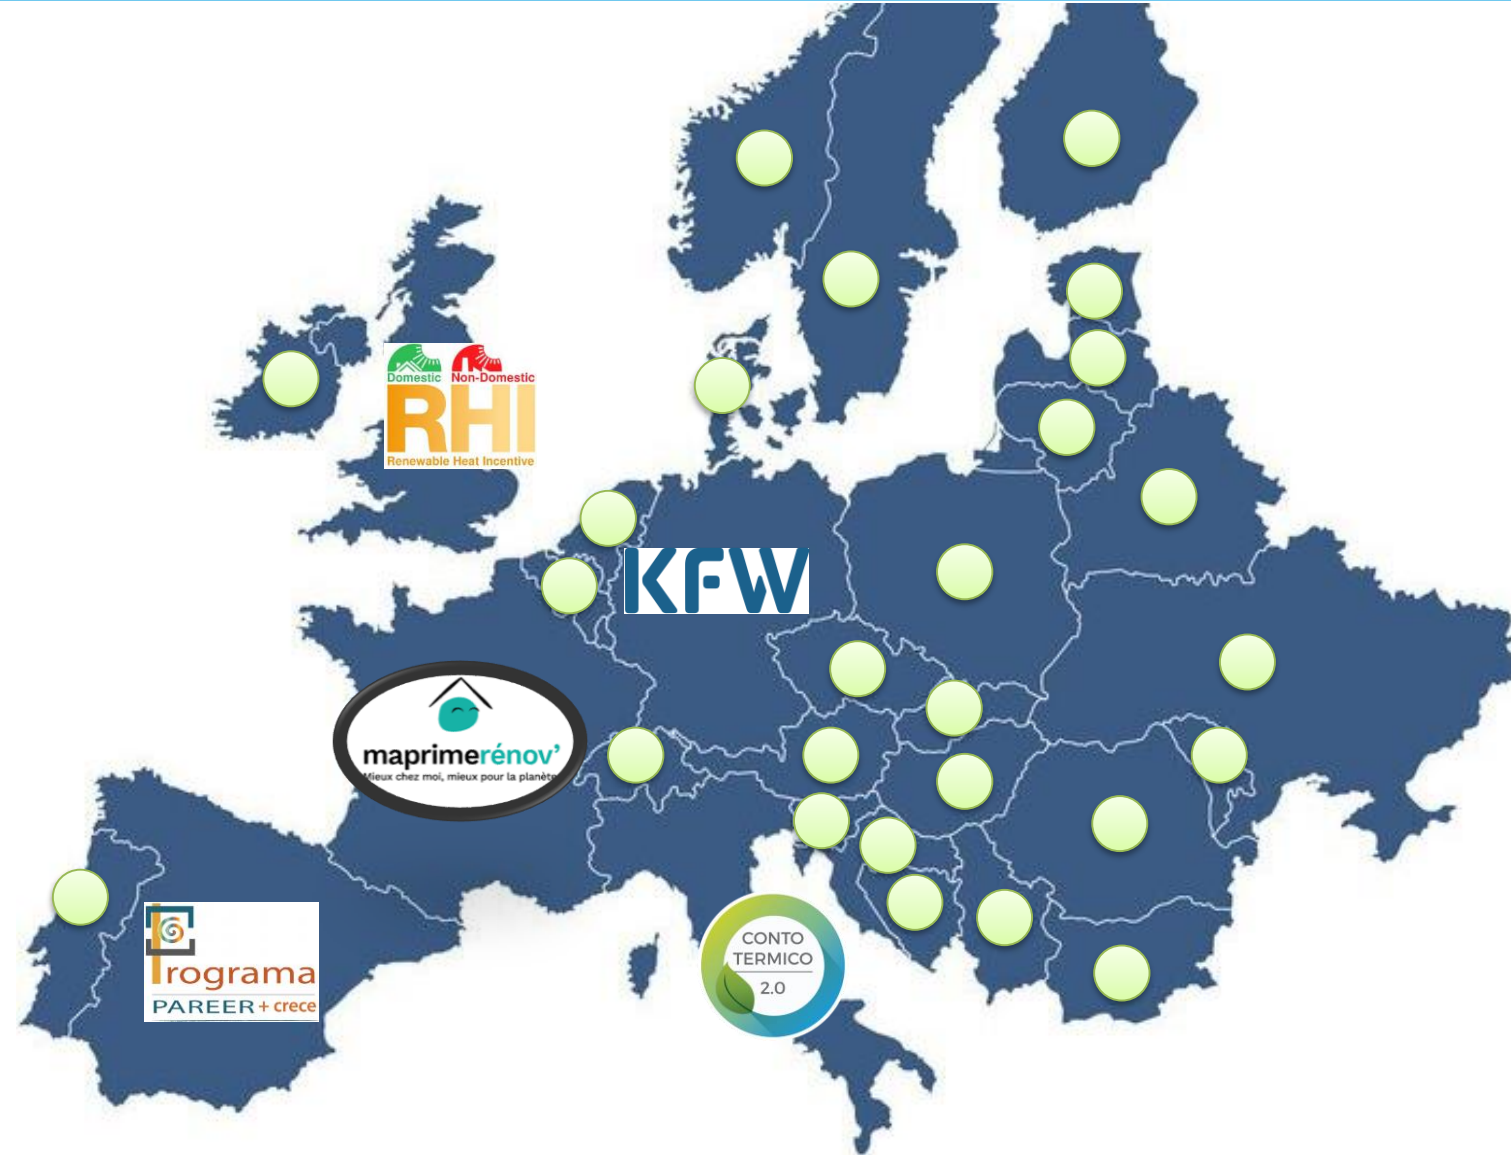 Domestic Non-Domestic
RHI
Renewable Heat Incentive
KFW
maprimerénov'
Mieux chez moi, mieux pour la planète
Programa
PAREER + crece
CONTO
TERMICO
2.0